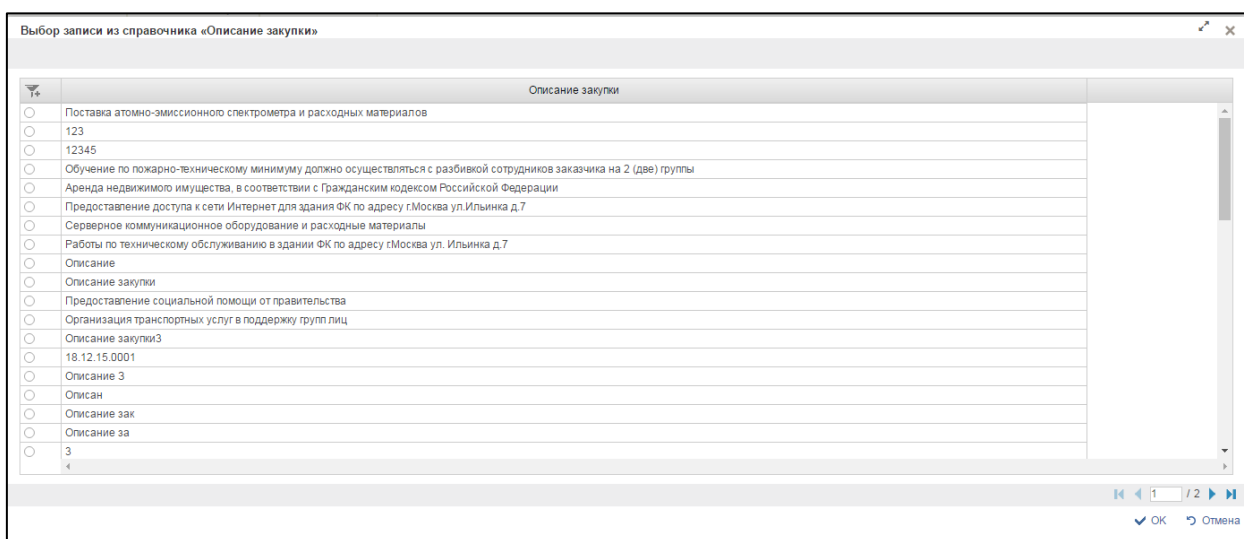 Выбор записи из справочника «Описание закупки»
Описание закупки
Поставка атомно-эмиссионного спектрометра и расходных материалов
123
12345
Обучение по пожарно-техническому минимуму должно осуществляться с разбивкой сотрудников заказчика на 2 (две) группы
Аренда недвижимого имущества, в соответствии с Гражданским кодексом Российской Федерации
Предоставление доступа к сети Интернет для здания ФК по адресу г.Москва ул.Ильинка д.7
Серверное коммуникационное оборудование и расходные материалы
Работы по техническому обслуживанию в здании ФК по адресу г.Москва ул. Ильинка д.7
Описание
Описание закупки
Предоставление социальной помощи от правительства
Организация транспортных услуг в поддержку групп лиц
Описание закупки3
18.12.15.0001
Описание 3
Описан
Описание зак
Описание за
3
1 / 2
ОК Отмена